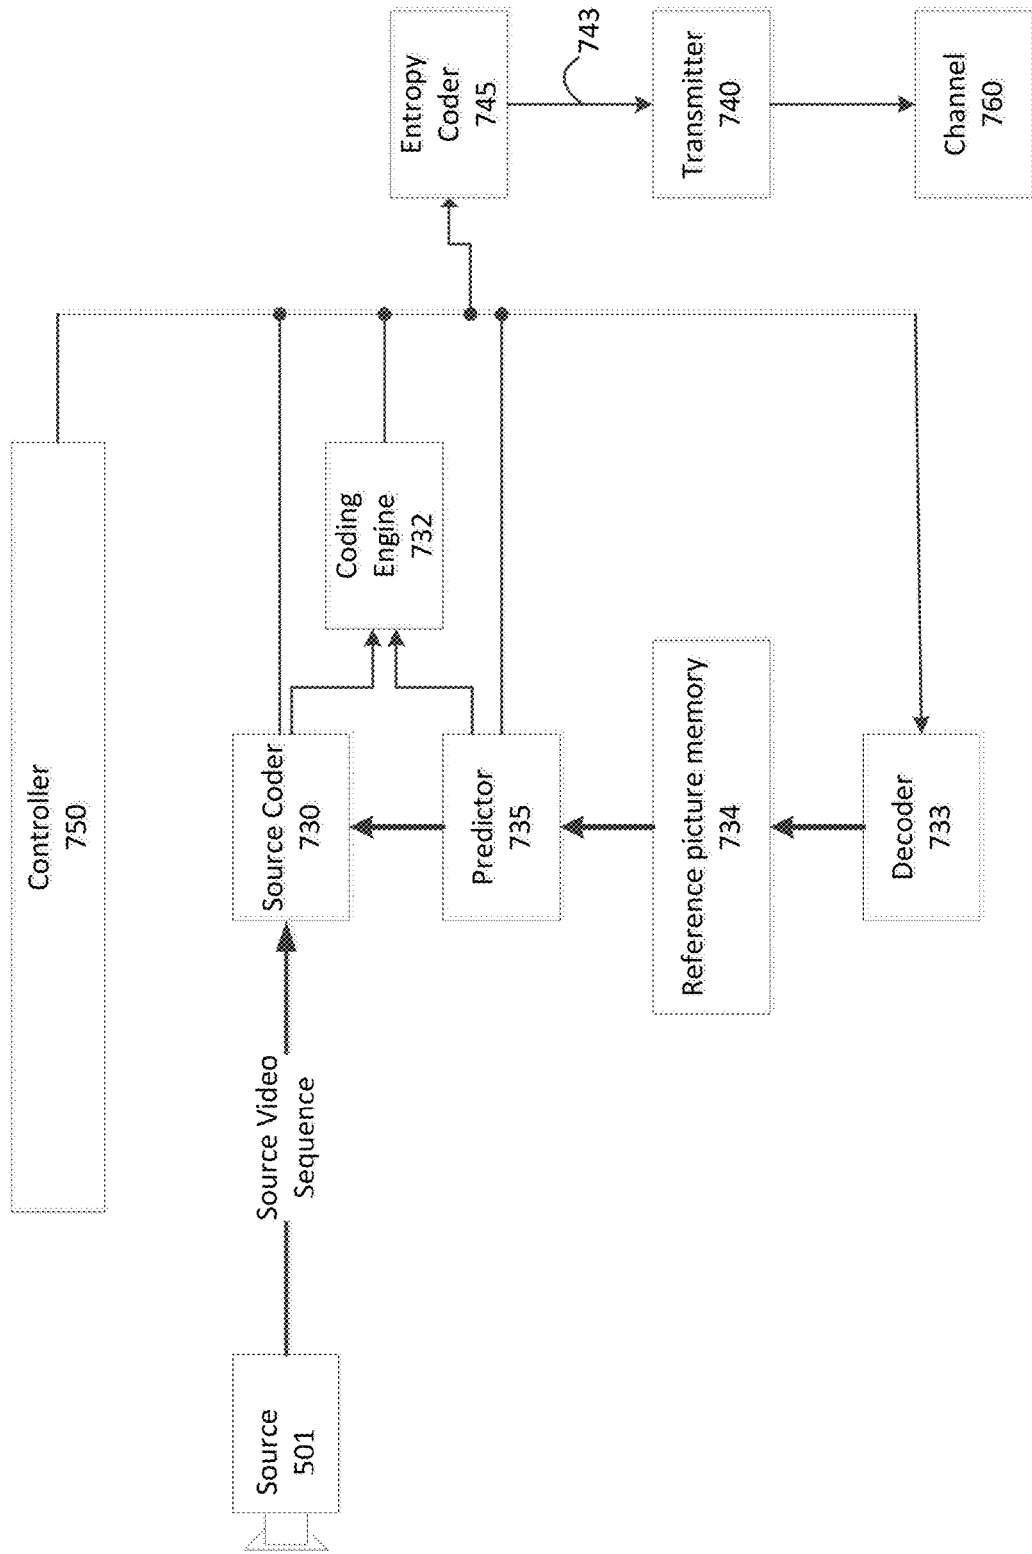 Controller
750
Source
501
Source Video
Sequence
Source Coder
730
Coding
Engine
732
Predictor
735
Reference picture memory
734
Decoder
733
Entropy
Coder
745
743
Transmitter
740
Channel
760